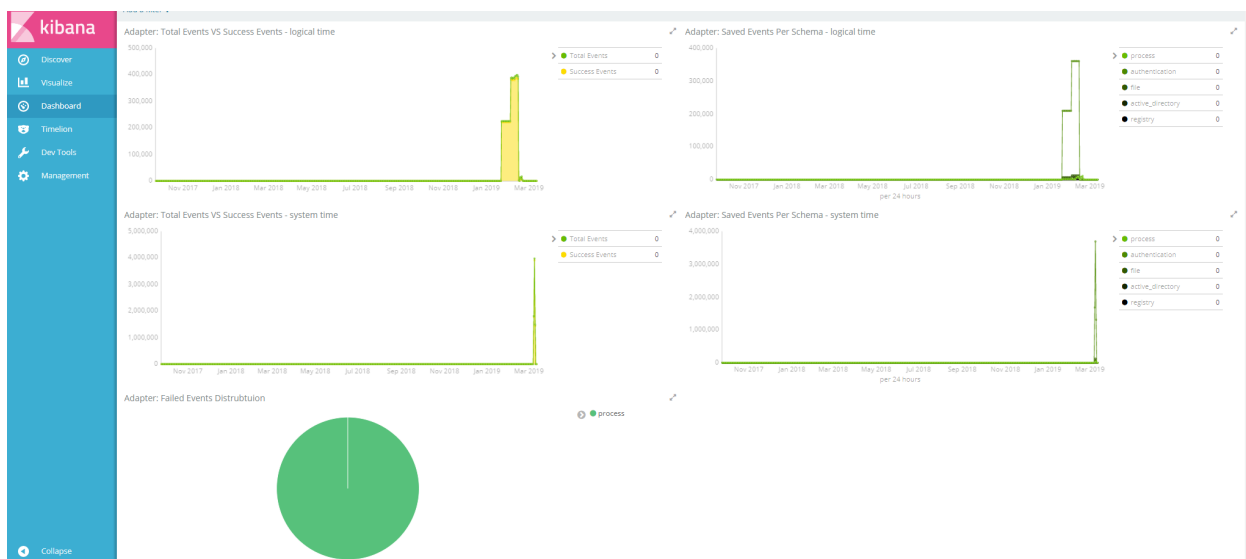 kibana
Discover
Visualize
Dashboard
Timelion
Dev Tools
Management
Collapse
Adapter: Total Events VS Success Events - logical time
500,000
400,000
300,000
200,000
100,000
0
Nov 2017 Jan 2018 Mar 2018 May 2018 Jul 2018 Sep 2018 Nov 2018 Jan 2019 Mar 2019
Total Events 0
Success Events 0
Adapter: Saved Events Per Schema - logical time
400,000
300,000
200,000
100,000
0
Nov 2017 Jan 2018 Mar 2018 May 2018 Jul 2018 Sep 2018 Nov 2018 Jan 2019 Mar 2019
per 24 hours
process 0
authentication 0
file 0
active_directory 0
registry 0
Adapter: Total Events VS Success Events - system time
5,000,000
4,000,000
3,000,000
2,000,000
1,000,000
0
Nov 2017 Jan 2018 Mar 2018 May 2018 Jul 2018 Sep 2018 Nov 2018 Jan 2019 Mar 2019
Total Events 0
Success Events 0
Adapter: Saved Events Per Schema - system time
4,000,000
3,000,000
2,000,000
1,000,000
0
Nov 2017 Jan 2018 Mar 2018 May 2018 Jul 2018 Sep 2018 Nov 2018 Jan 2019 Mar 2019
per 24 hours
process 0
authentication 0
file 0
active_directory 0
registry 0
Adapter: Failed Events Distrubtuion
process